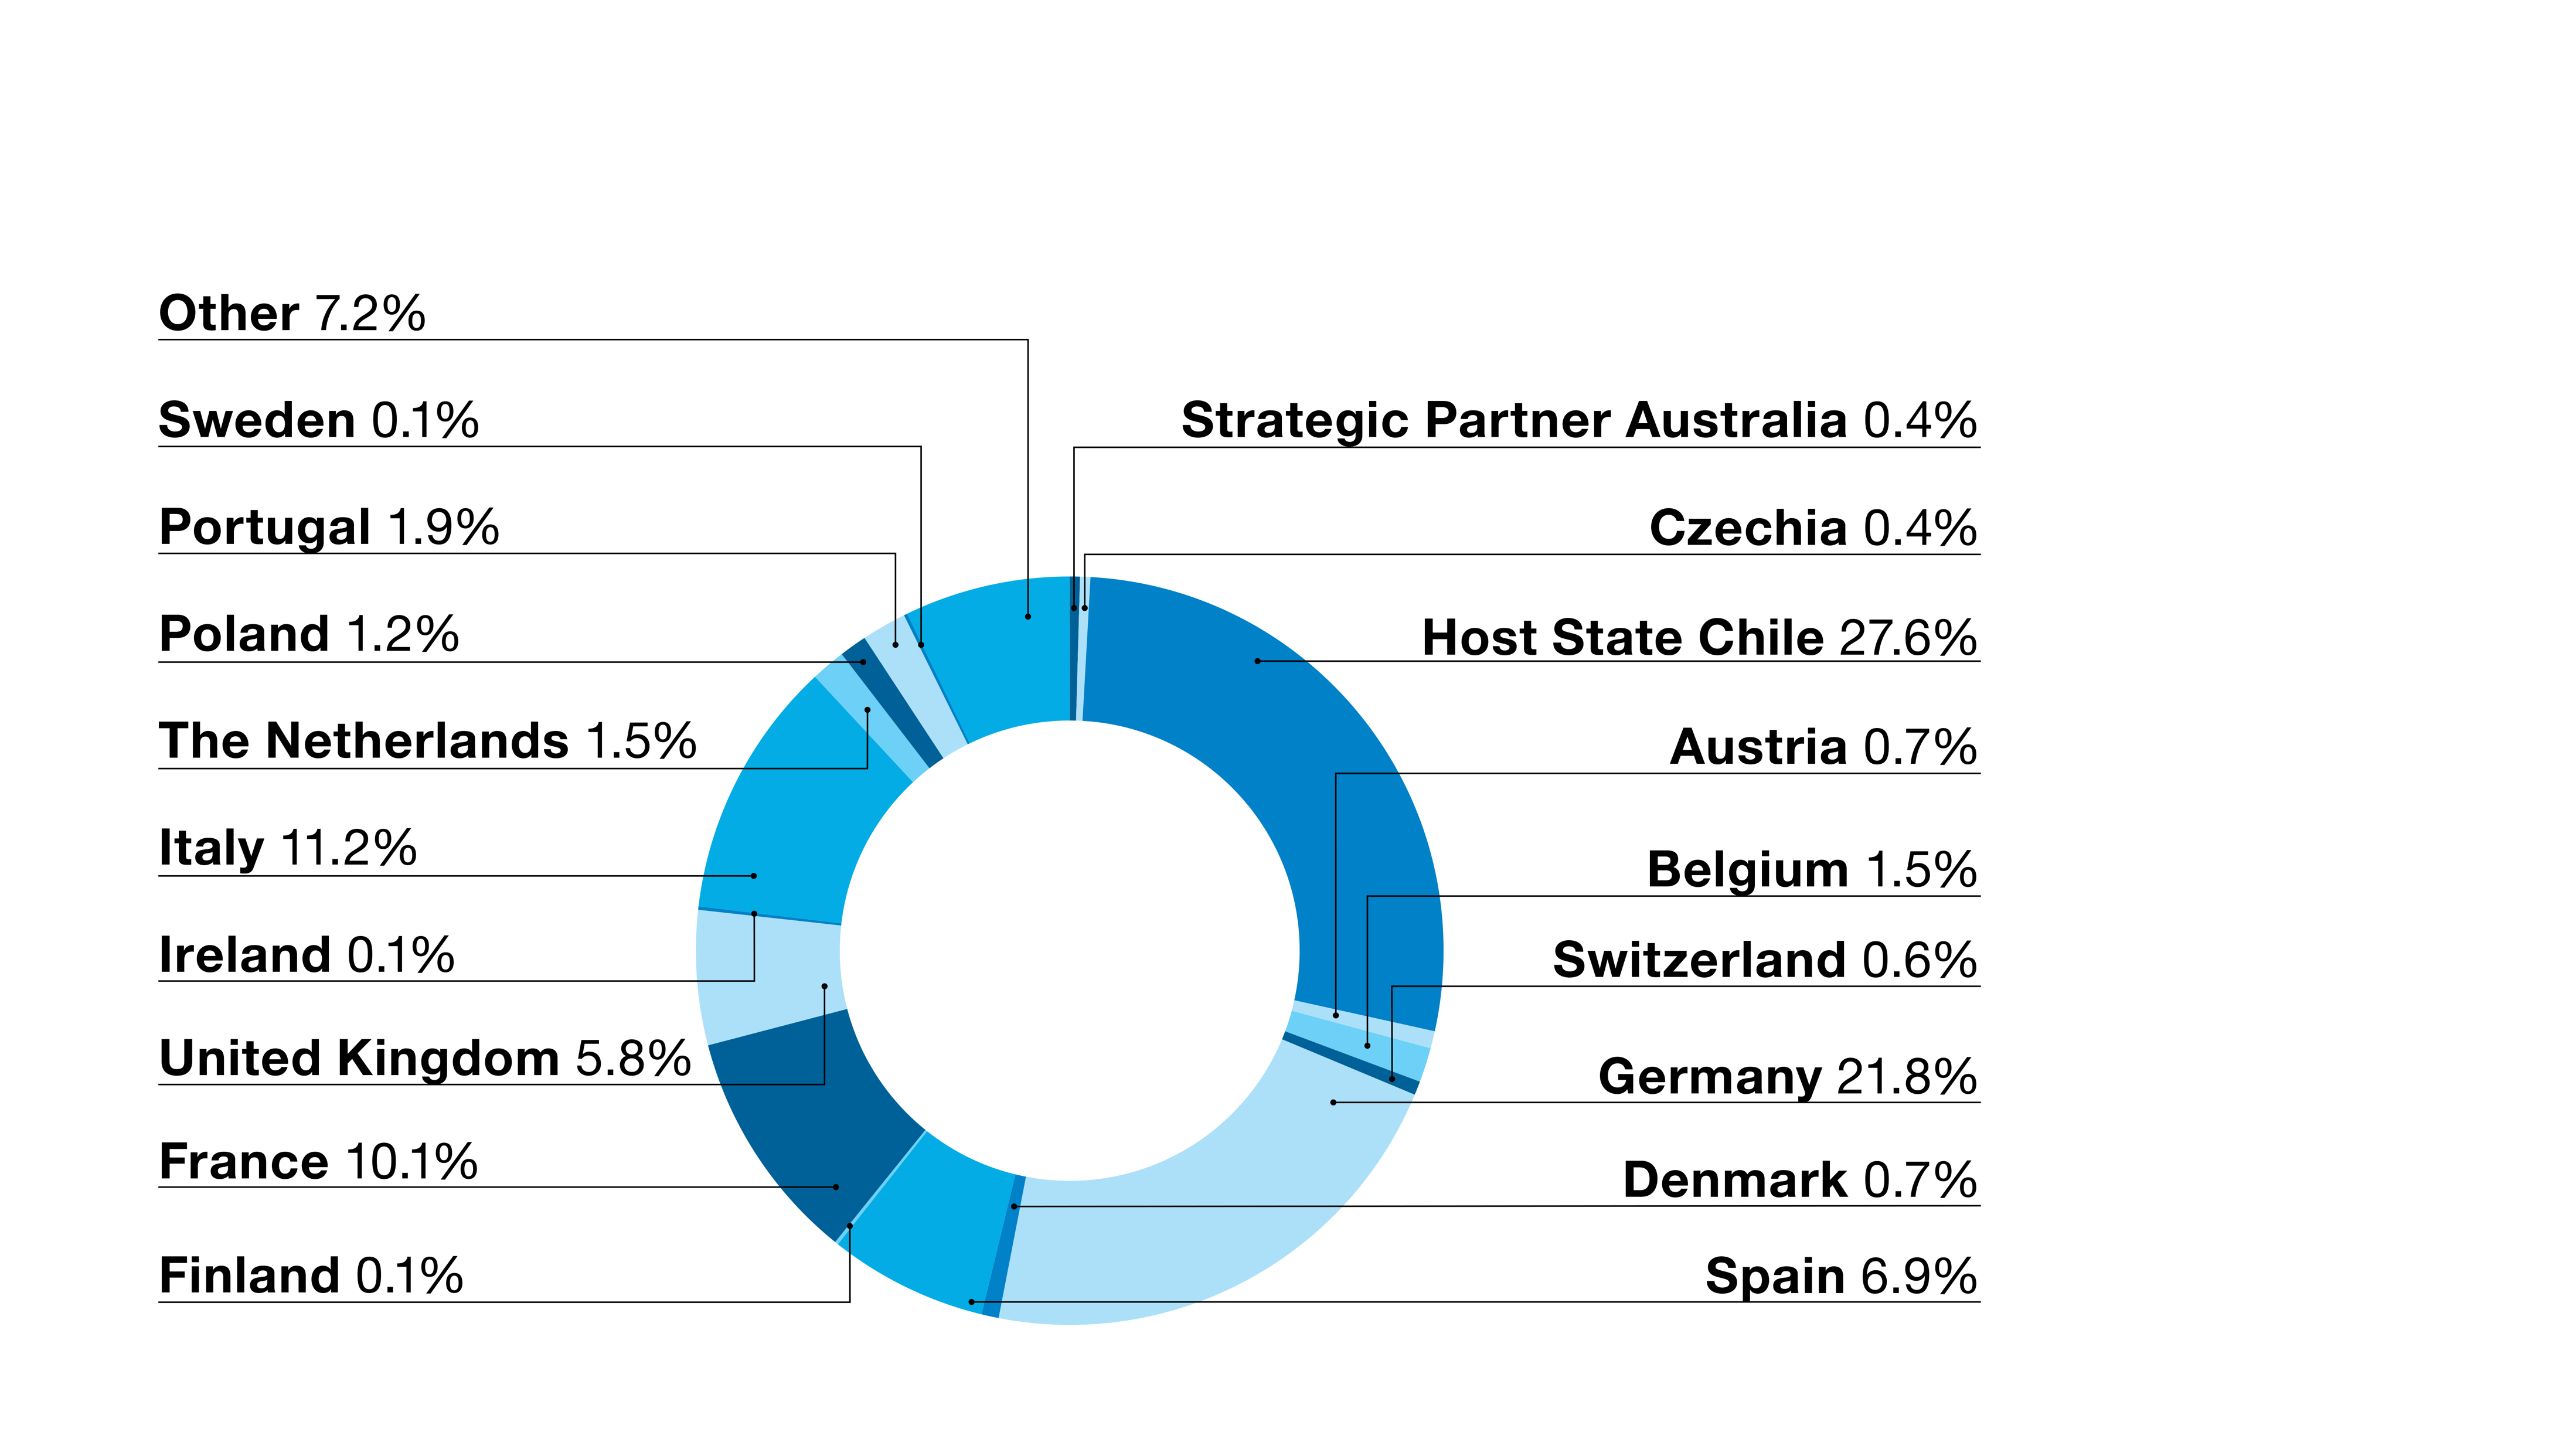 Other 7.2%
Sweden 0.1%
Portugal 1.9%
Poland 1.2%
The Netherlands 1.5%
Italy 11.2%
Ireland 0.1%
United Kingdom 5.8%
France 10.1%
Finland 0.1%
Strategic Partner Australia 0.4%
Czechia 0.4%
Host State Chile 27.6%
Austria 0.7%
Belgium 1.5%
Switzerland 0.6%
Germany 21.8%
Denmark 0.7%
Spain 6.9%